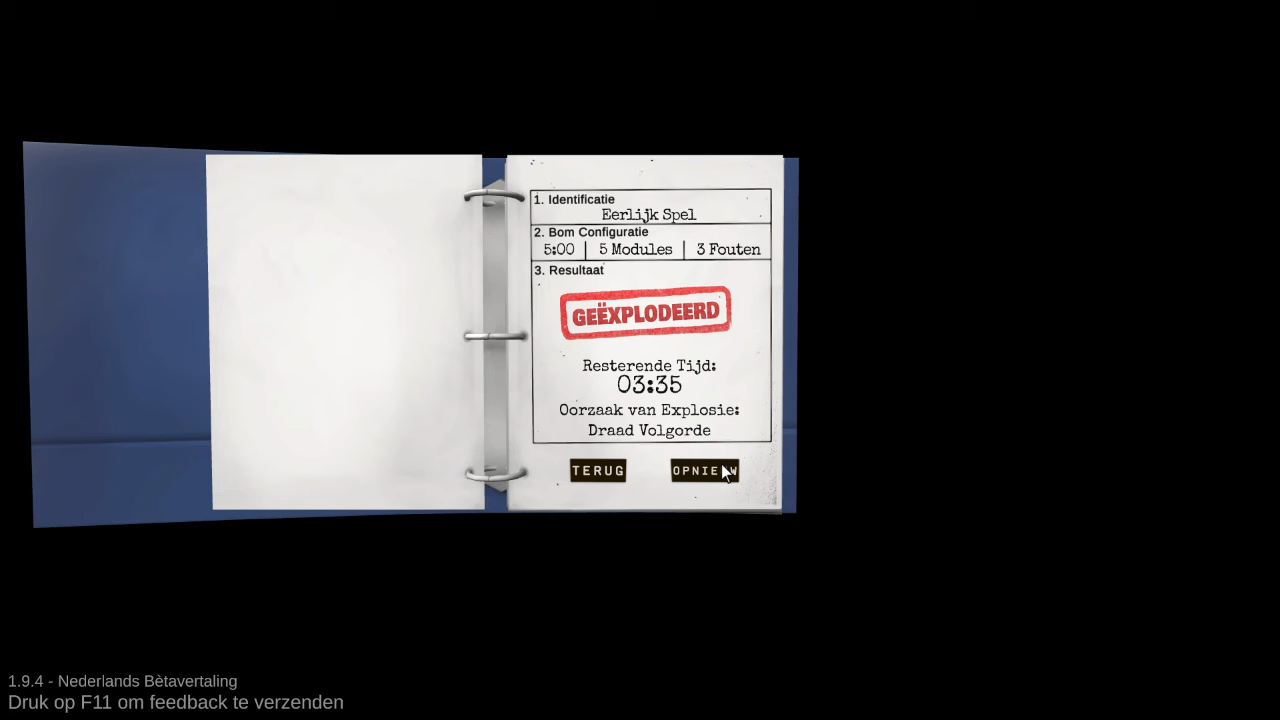 1. Identificatie
Eerlijk Spel
2. Bom Configuratie
5:00 | 5 Modules | 3 Fouten
3. Resultaat
GEËXPLODEERD
Resterende Tijd:
03:35
Oorzaak van Explosie:
Draad Volgorde
TERUG OPNIEUW
1.9.4 - Nederlands Bètavertaling
Druk op F11 om feedback te verzenden